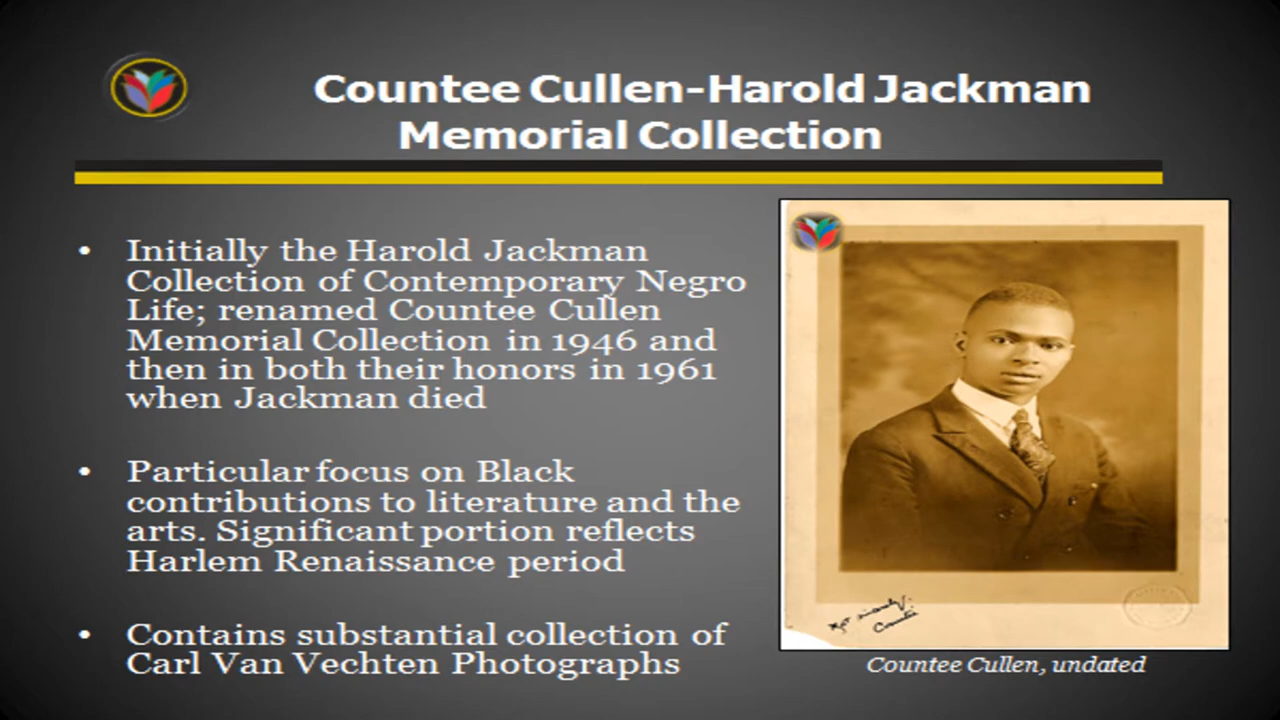 Countee Cullen-Harold Jackman
Memorial Collection
• Initially the Harold Jackman
Collection of Contemporary Negro
Life; renamed Countee Cullen
Memorial Collection in 1946 and
then in both their honors in 1961
when Jackman died
• Particular focus on Black
contributions to literature and the
arts. Significant portion reflects
Harlem Renaissance period
• Contains substantial collection of
Carl Van Vechten Photographs
Countee
Countee Cullen, undated